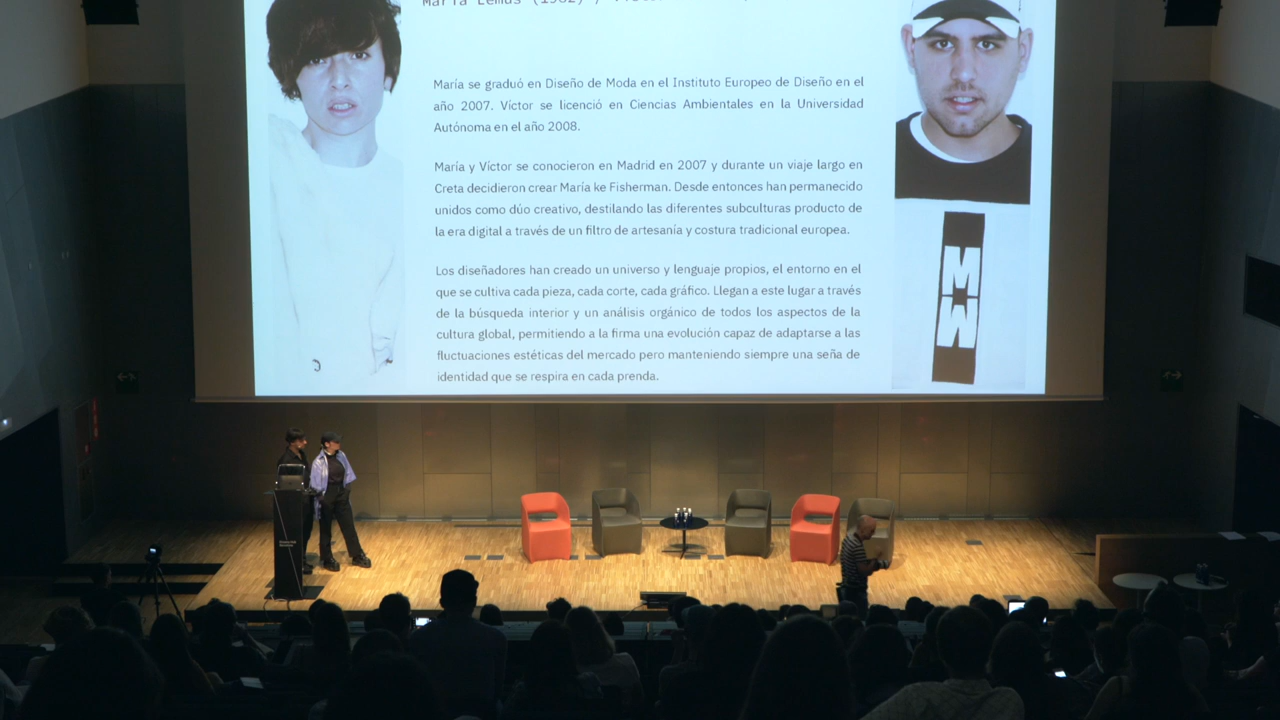 María Lemus (1982) /
María se graduó en Diseño de Moda en el Instituto Europeo de Diseño en el
año 2007. Víctor se licenció en Ciencias Ambientales en la Universidad
Autónoma en el año 2008.
María y Víctor se conocieron en Madrid en 2007 y durante un viaje largo en
Creta decidieron crear María ke Fisherman. Desde entonces han permanecido
unidos como dúo creativo, destilando las diferentes subculturas producto de
la era digital a través de un filtro de artesanía y costura tradicional europea.
Los diseñadores han creado un universo y lenguaje propios, el entorno en el
que se cultiva cada pieza, cada corte, cada gráfico. Llegan a este lugar a través
de la búsqueda interior y un análisis orgánico de todos los aspectos de la
cultura global, permitiendo a la firma una evolución capaz de adaptarse a las
fluctuaciones estéticas del mercado pero manteniendo siempre una seña de
identidad que se respira en cada prenda.